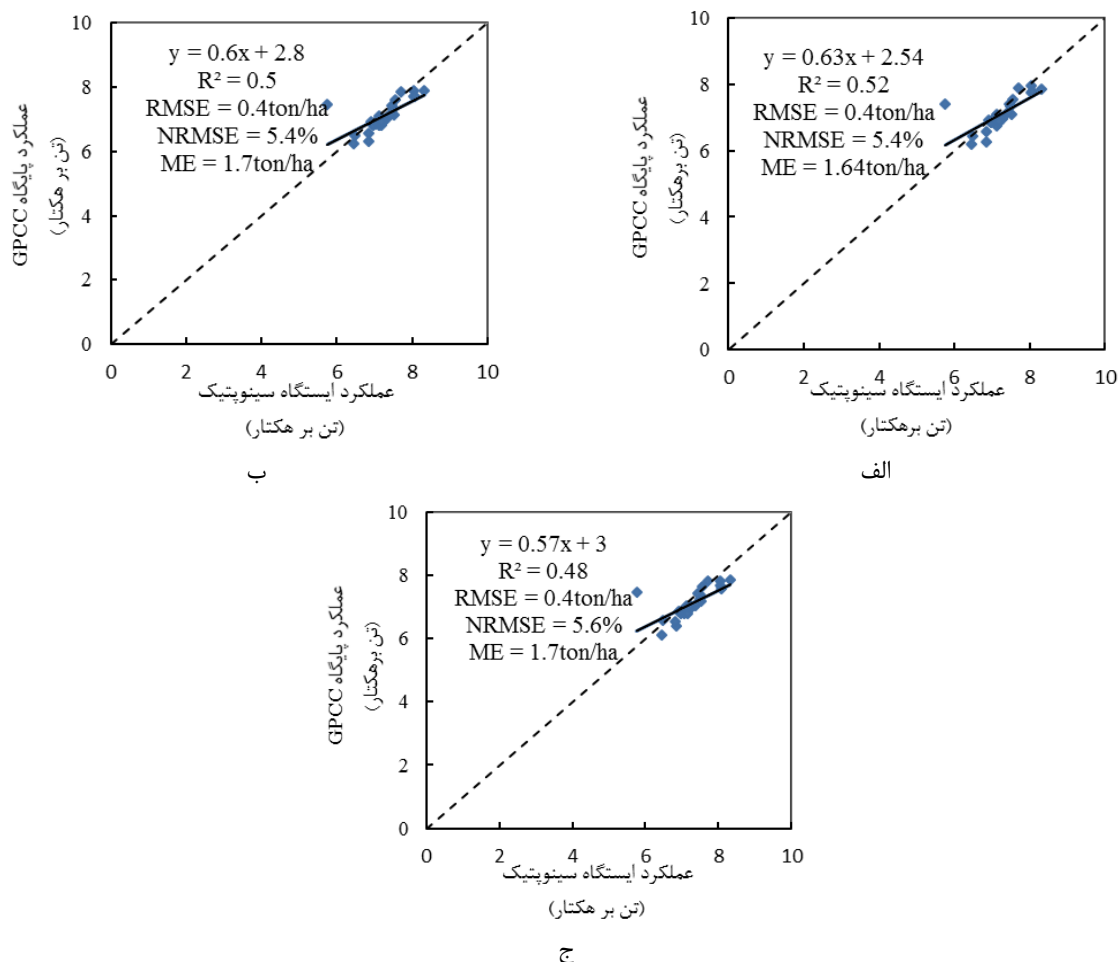 10
8
6
4
2
0
0 2 4 6 8 10
y = 0.63x + 2.54
R² = 0.52
RMSE = 0.4ton/ha
NRMSE = 5.4%
ME = 1.64ton/ha
عملکرد پایگاه GPCC
(تن برهکتار)
عملکرد ایستگاه سینوپتیک
(تن برهکتار)
الف
10
8
6
4
2
0
0 2 4 6 8 10
y = 0.6x + 2.8
R² = 0.5
RMSE = 0.4ton/ha
NRMSE = 5.4%
ME = 1.7ton/ha
عملکرد پایگاه GPCC
(تن بر هکتار)
عملکرد ایستگاه سینوپتیک
(تن بر هکتار)
ب
10
8
6
4
2
0
0 2 4 6 8 10
y = 0.57x + 3
R² = 0.48
RMSE = 0.4ton/ha
NRMSE = 5.6%
ME = 1.7ton/ha
عملکرد پایگاه GPCC
(تن برهکتار)
عملکرد ایستگاه سینوپتیک
(تن بر هکتار)
ج